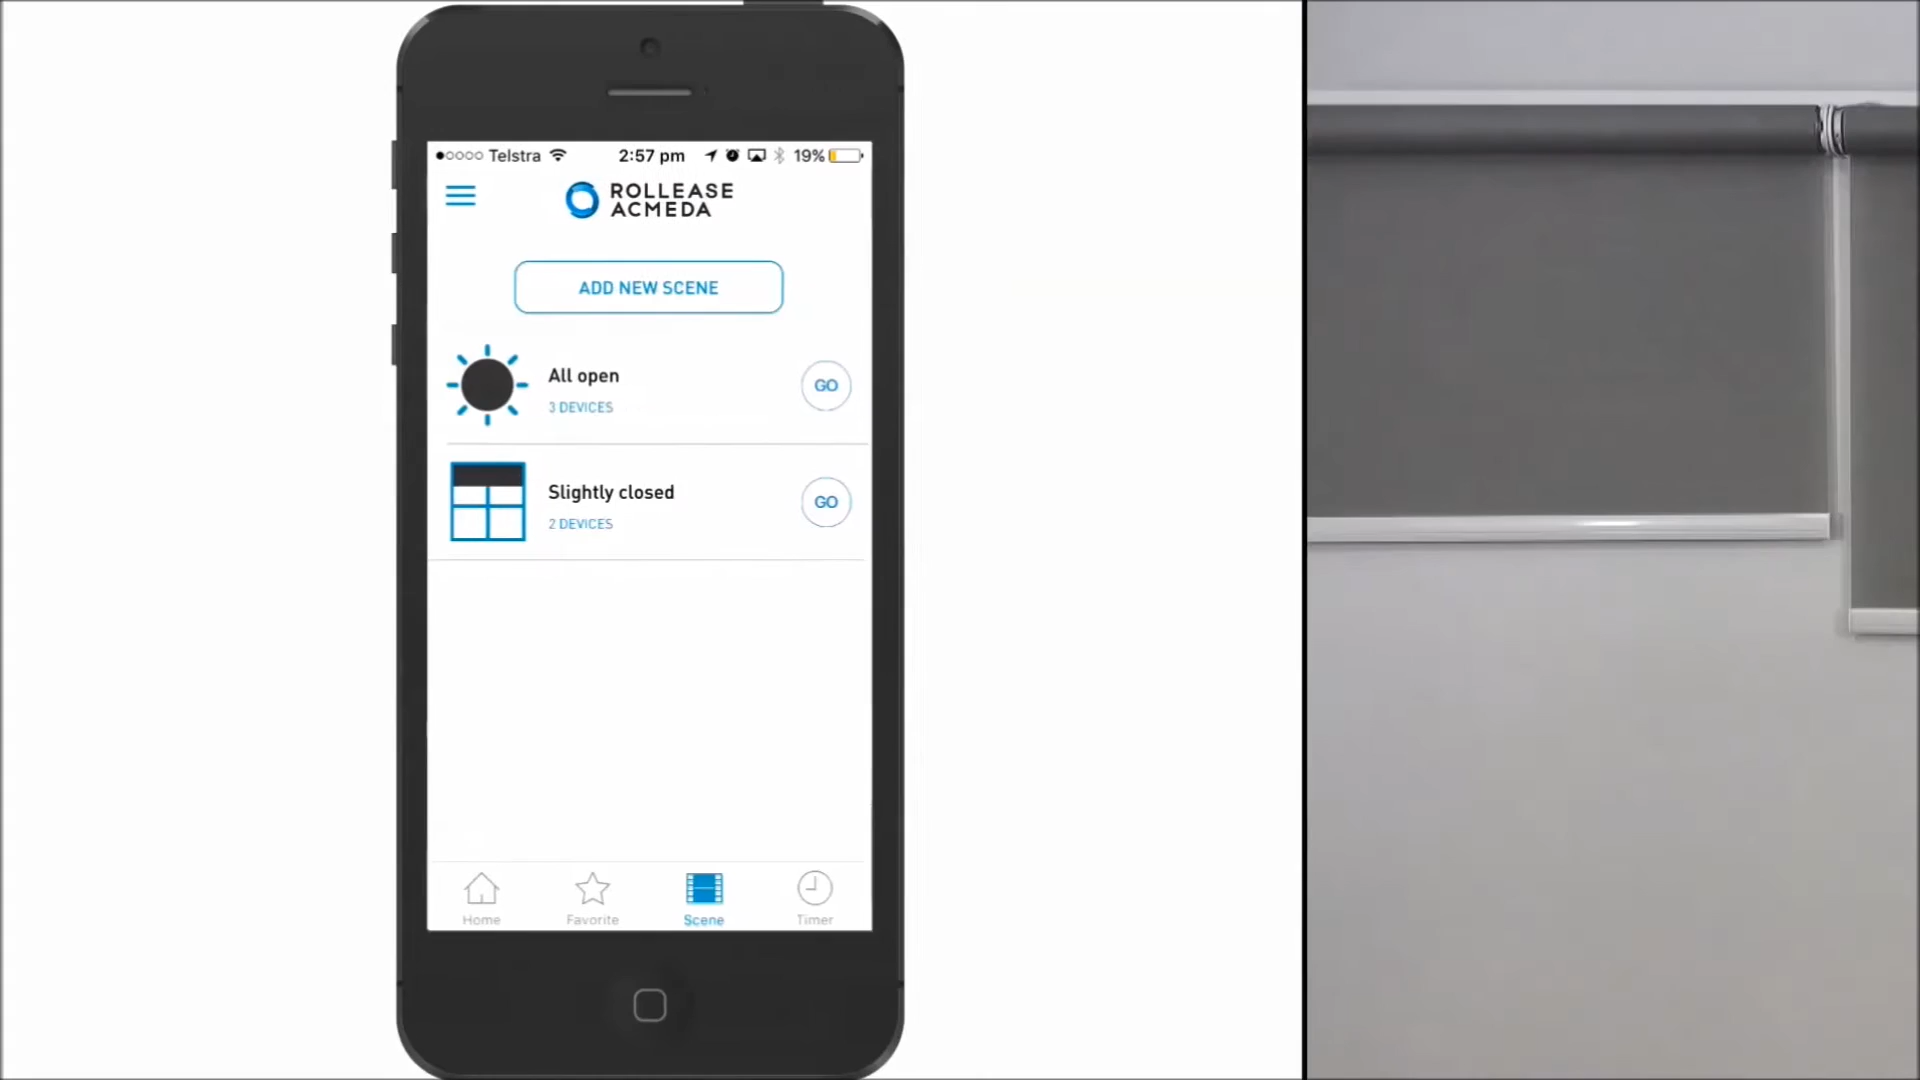 Telstra 2:57 pm 19%
ROLLEASE
ACMEDA
ADD NEW SCENE
All open
3 DEVICES
GO
Slightly closed
2 DEVICES
GO
Home Favorite Scene Timer